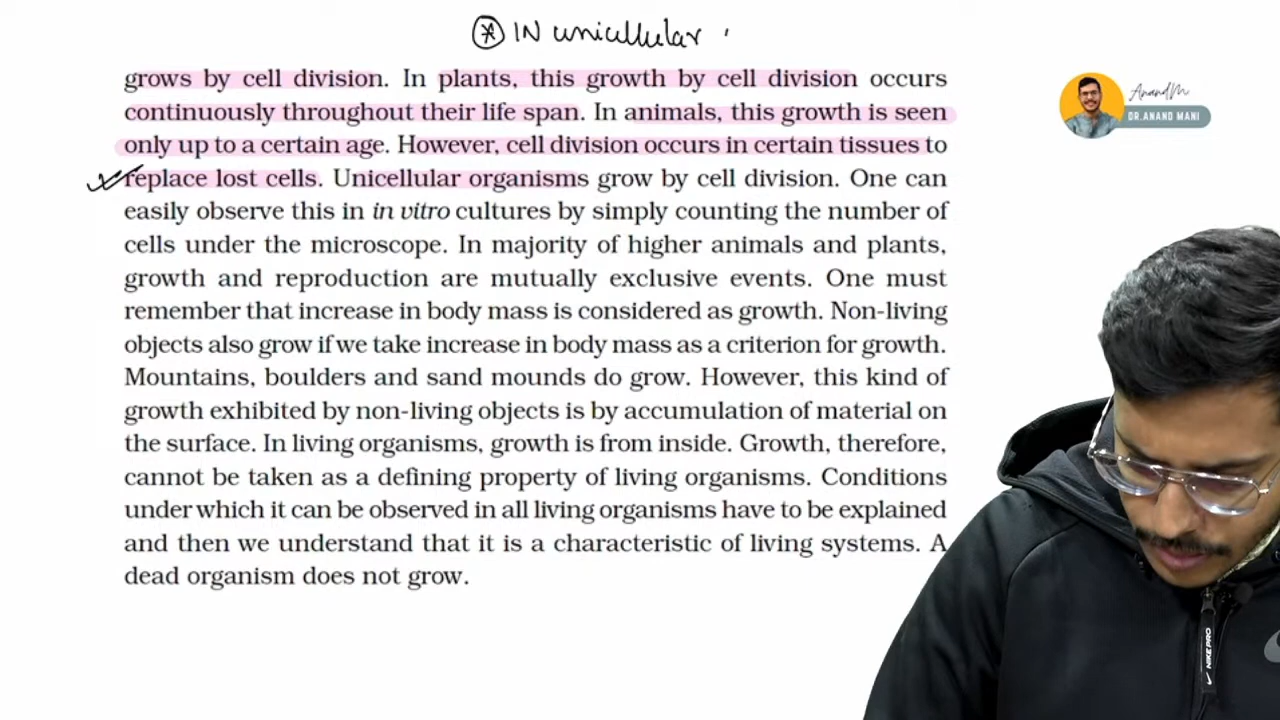 IN unicellular
grows by cell division. In plants, this growth by cell division occurs
continuously throughout their life span. In animals, this growth is seen
only up to a certain age. However, cell division occurs in certain tissues to
replace lost cells. Unicellular organisms grow by cell division. One can
easily observe this in in vitro cultures by simply counting the number of
cells under the microscope. In majority of higher animals and plants,
growth and reproduction are mutually exclusive events. One must
remember that increase in body mass is considered as growth. Non-living
objects also grow if we take increase in body mass as a criterion for growth.
Mountains, boulders and sand mounds do grow. However, this kind of
growth exhibited by non-living objects is by accumulation of material on
the surface. In living organisms, growth is from inside. Growth, therefore,
cannot be taken as a defining property of living organisms. Conditions
under which it can be observed in all living organisms have to be explained
and then we understand that it is a characteristic of living systems. A
dead organism does not grow.
AnandM
DR.ANAND MANI
NIKE PRO